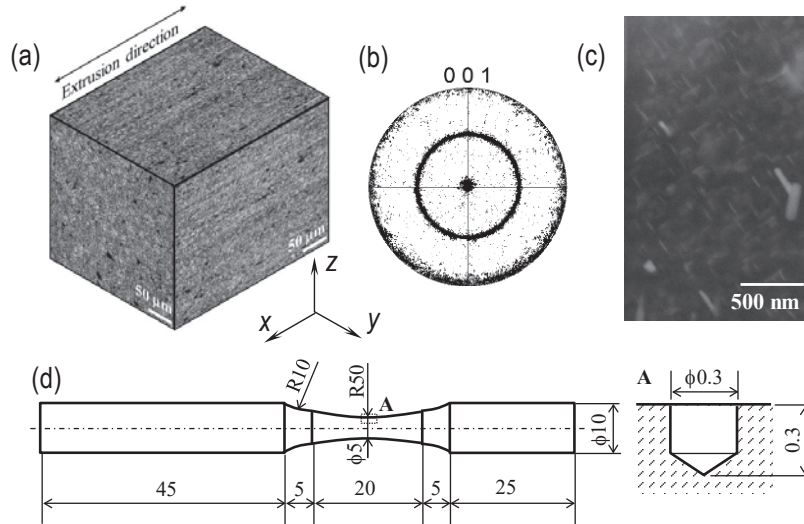 (a)
Extrusion direction
50 μm
50 μm
z
x
y
(b)
0 0 1
(c)
500 nm
(d)
R10
R50
A
ϕ5
ϕ10
45
5
20
5
25
A
ϕ0.3
0.3